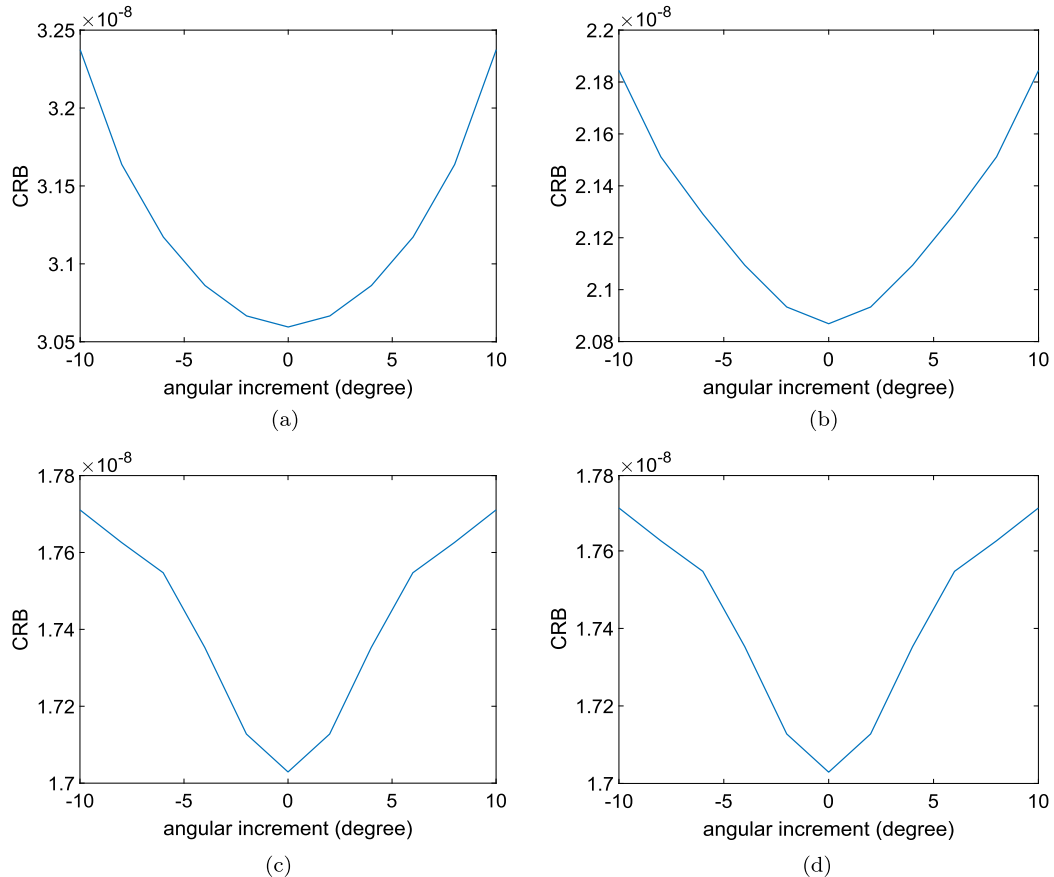 ×10-8
3.25
3.2
3.15
3.1
3.05
CRB
-10 -5 0 5 10
angular increment (degree)
(a)
×10-8
2.2
2.18
2.16
2.14
2.12
2.1
2.08
CRB
-10 -5 0 5 10
angular increment (degree)
(b)
×10-8
1.78
1.76
1.74
1.72
1.7
CRB
-10 -5 0 5 10
angular increment (degree)
(c)
×10-8
1.78
1.76
1.74
1.72
1.7
CRB
-10 -5 0 5 10
angular increment (degree)
(d)